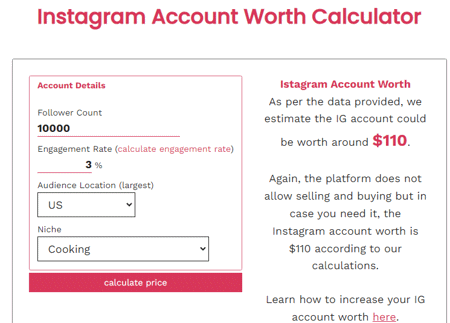 Instagram Account Worth Calculator
Account Details
Follower Count
10000
Engagement Rate (calculate engagement rate)
3 %
Audience Location (largest)
US
Niche
Cooking
calculate price
Istagram Account Worth
As per the data provided, we
estimate the IG account could
be worth around $110.
Again, the platform does not
allow selling and buying but in
case you need it, the
Instagram account worth is
$110 according to our
calculations.
Learn how to increase your IG
account worth here.